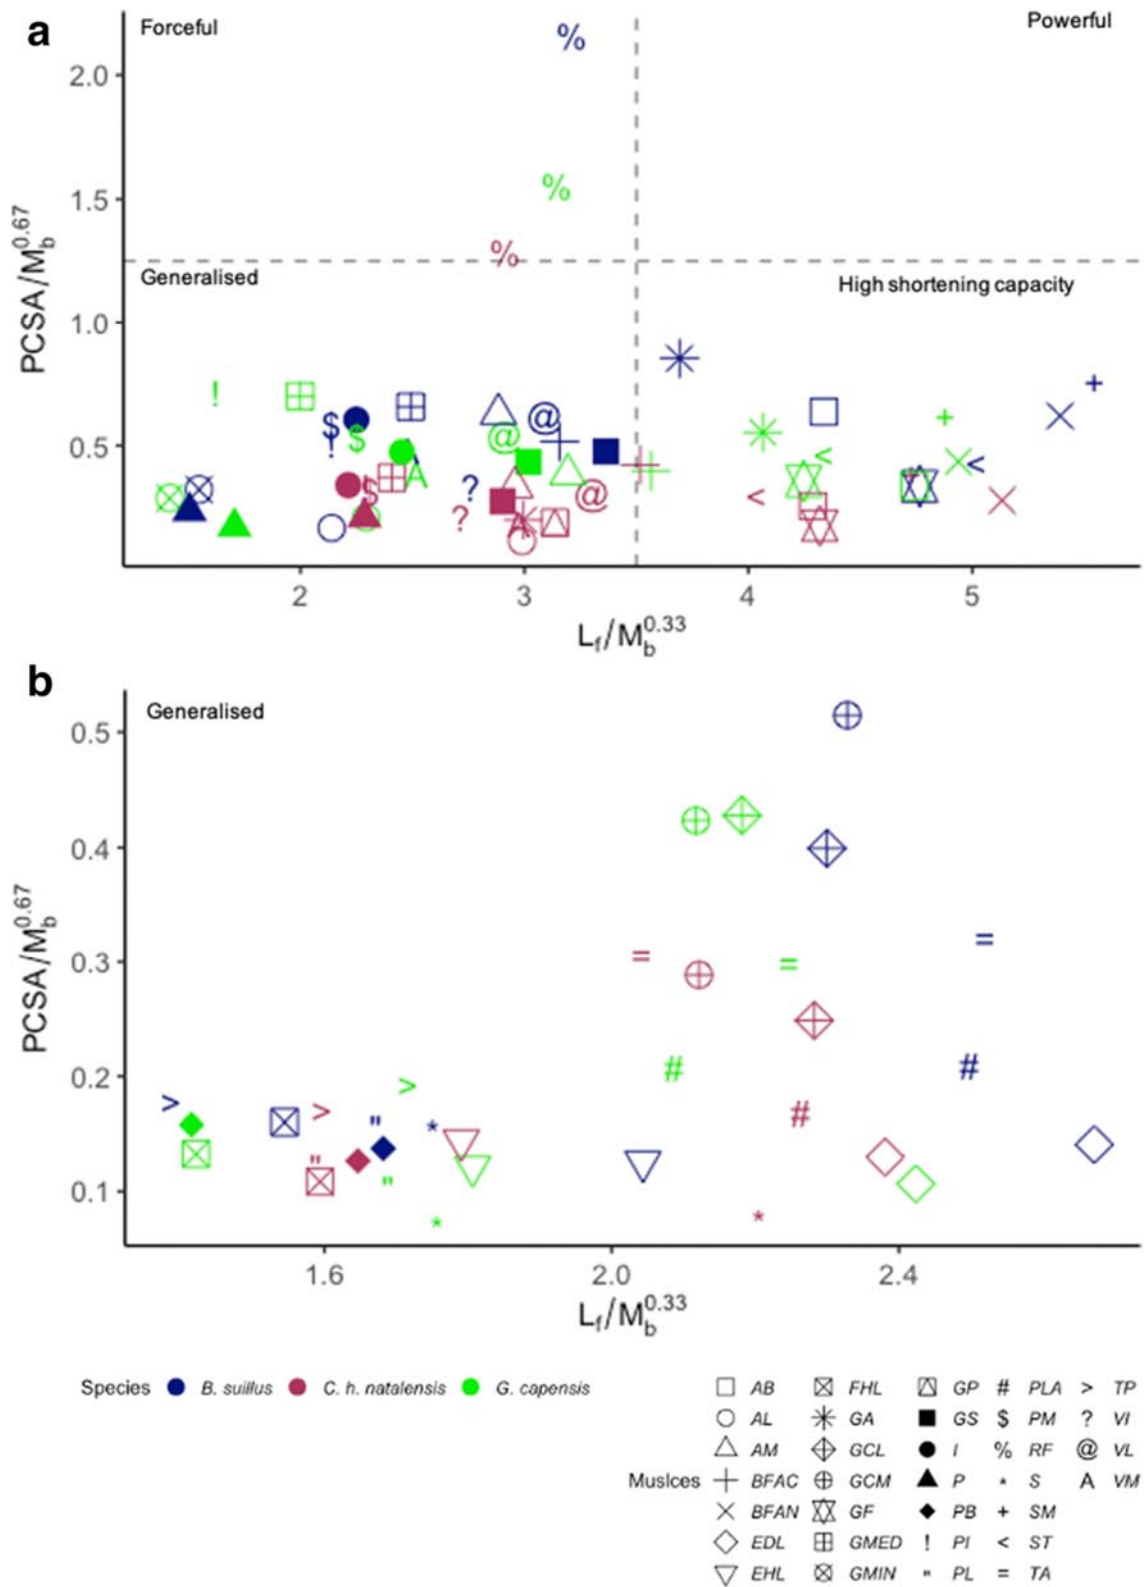 a
Forceful
Powerful
Generalised
High shortening capacity
2.0
1.5
1.0
0.5
PCSA/M_b^0.67
2 3 4 5
L_f/M_b^0.33
b
Generalised
0.5
0.4
0.3
0.2
0.1
PCSA/M_b^0.67
1.6 2.0 2.4
L_f/M_b^0.33
Species B. suillus C. h. natalensis G. capensis
Muslces
AB FHL GP # PLA > TP
AL GA GS $ PM ? VI
AM GCL I % RF @ VL
BFAC GCM P * S A VM
BFAN GF PB + SM
EDL GMED ! PI < ST
EHL GMIN " PL = TA